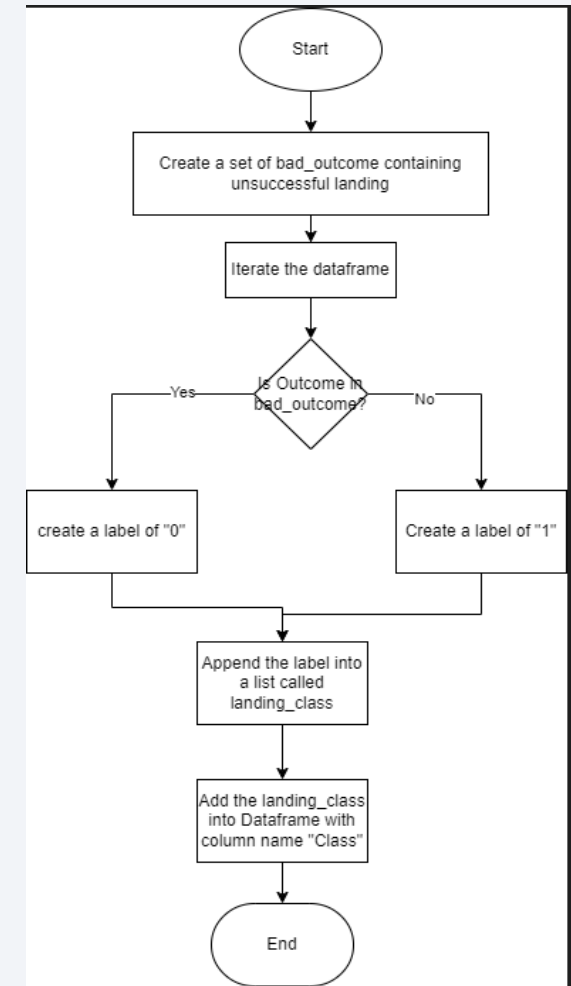 Start
Create a set of bad_outcome containing
unsuccessful landing
Iterate the dataframe
Is Outcome in
bad_outcome?
Yes
No
create a label of "0"
Create a label of "1"
Append the label into
a list called
landing_class
Add the landing_class
into Dataframe with
column name "Class"
End